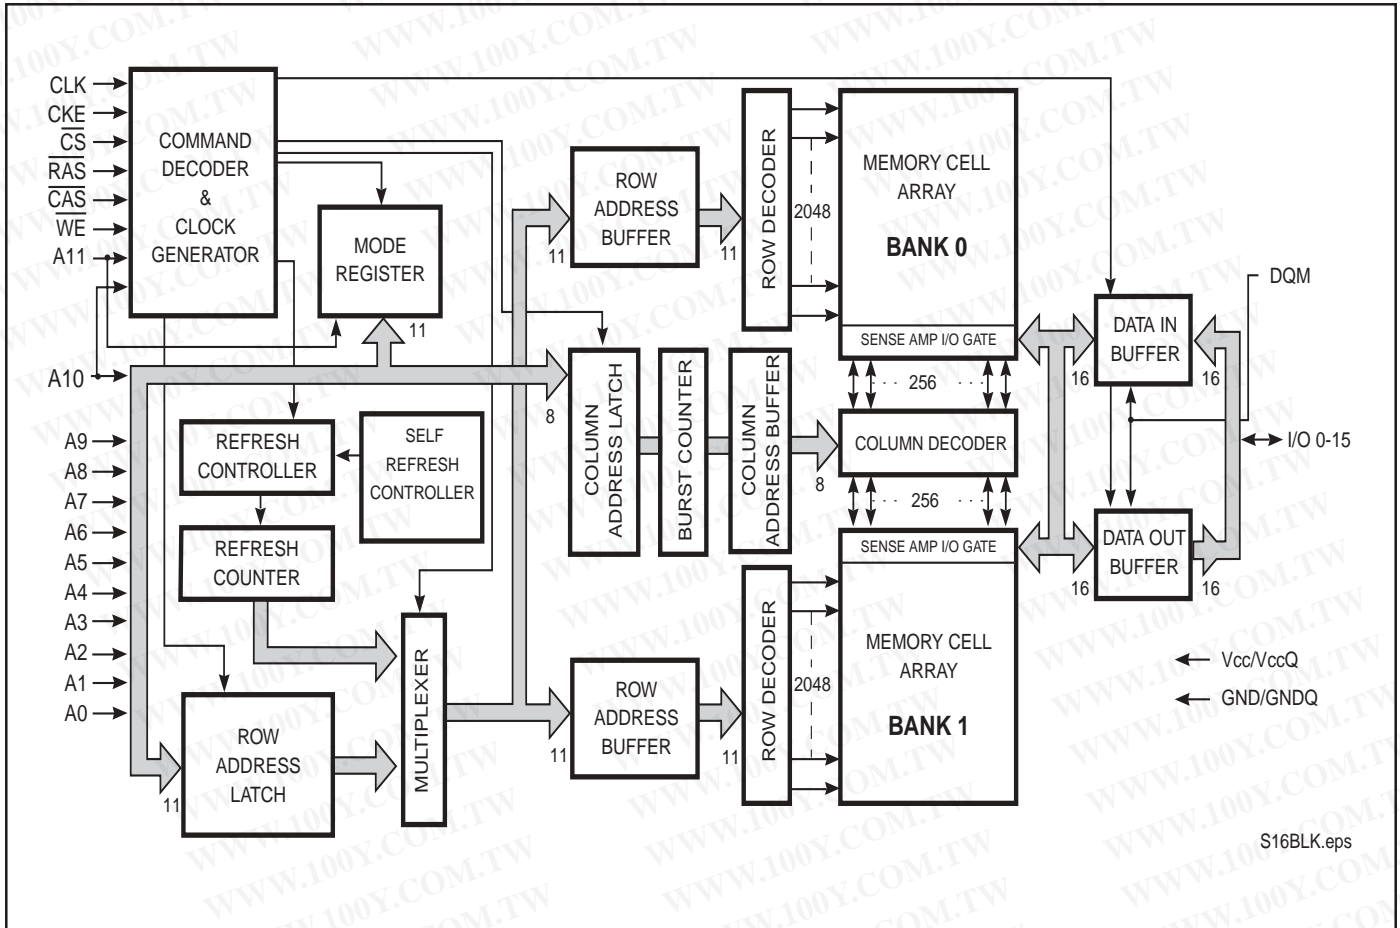 CLK
CKE
CS
RAS
CAS
WE
A11
A10
A9
A8
A7
A6
A5
A4
A3
A2
A1
A0
COMMAND
DECODER
&
CLOCK
GENERATOR
MODE
REGISTER
11
REFRESH
CONTROLLER
SELF
REFRESH
CONTROLLER
REFRESH
COUNTER
ROW
ADDRESS
LATCH
11
MULTIPLEXER
ROW
ADDRESS
BUFFER
11
11
ROW DECODER
2048
MEMORY CELL
ARRAY
BANK 0
SENSE AMP I/O GATE
8
COLUMN
ADDRESS LATCH
BURST COUNTER
COLUMN
ADDRESS BUFFER
8
256
COLUMN DECODER
256
SENSE AMP I/O GATE
MEMORY CELL
ARRAY
BANK 1
ROW
ADDRESS
BUFFER
11
11
ROW DECODER
2048
DQM
DATA IN
BUFFER
16
16
I/O 0-15
DATA OUT
BUFFER
16
16
Vcc/VccQ
GND/GNDQ
S16BLK.eps
WWW.100Y.COM.TW